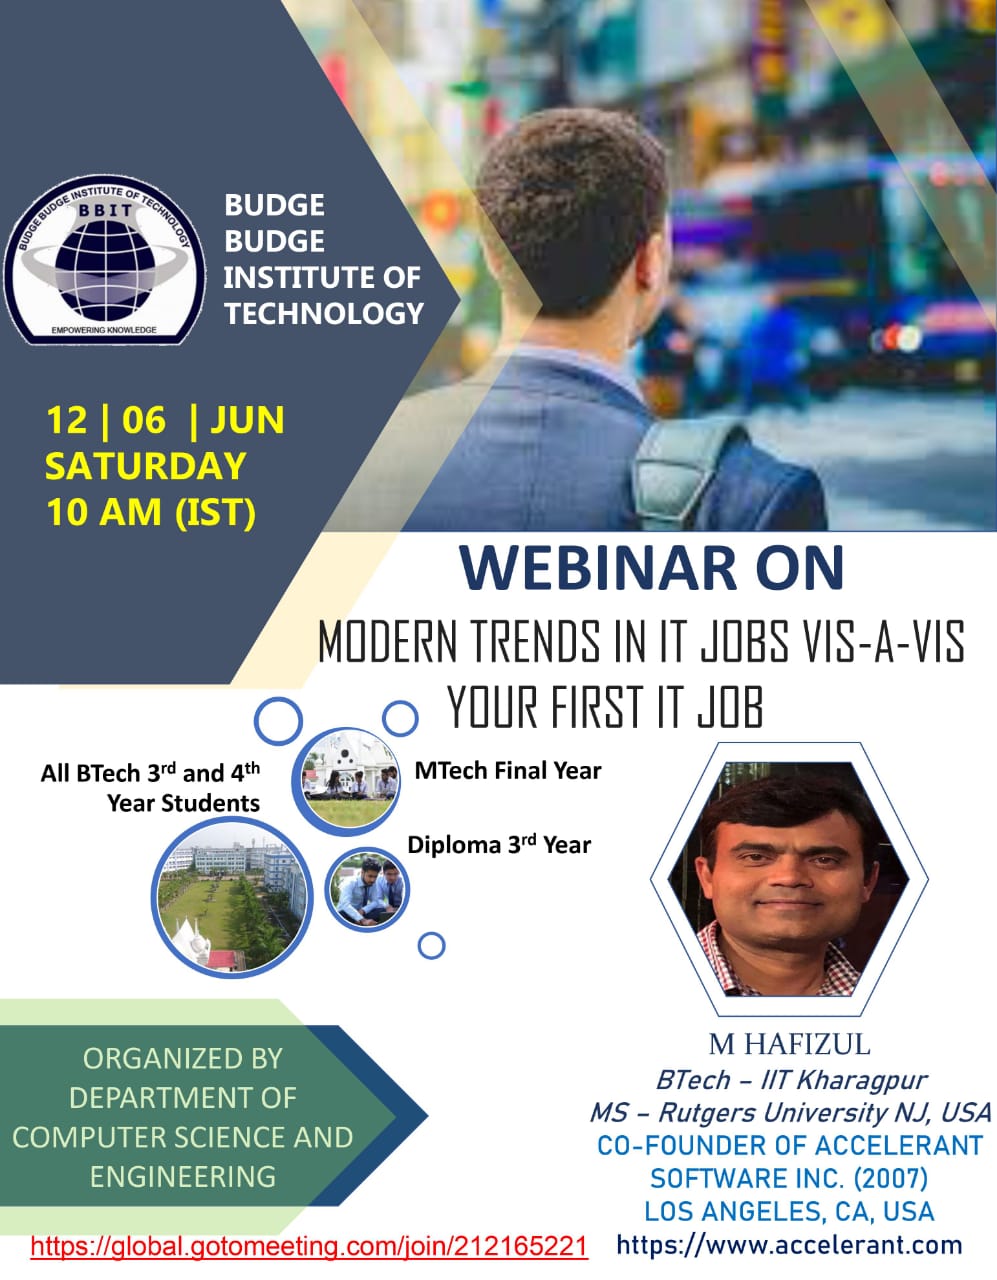 BUDGE BUDGE INSTITUTE OF TECHNOLOGY
BBIT
EMPOWERING KNOWLEDGE
BUDGE
BUDGE
INSTITUTE OF
TECHNOLOGY
12 | 06 | JUN
SATURDAY
10 AM (IST)
WEBINAR ON
MODERN TRENDS IN IT JOBS VIS-A-VIS
YOUR FIRST IT JOB
All BTech 3rd and 4th
Year Students
MTech Final Year
Diploma 3rd Year
M HAFIZUL
BTech – IIT Kharagpur
MS – Rutgers University NJ, USA
CO-FOUNDER OF ACCELERANT
SOFTWARE INC. (2007)
LOS ANGELES, CA, USA
https://www.accelerant.com
ORGANIZED BY
DEPARTMENT OF
COMPUTER SCIENCE AND
ENGINEERING
https://global.gotomeeting.com/join/212165221